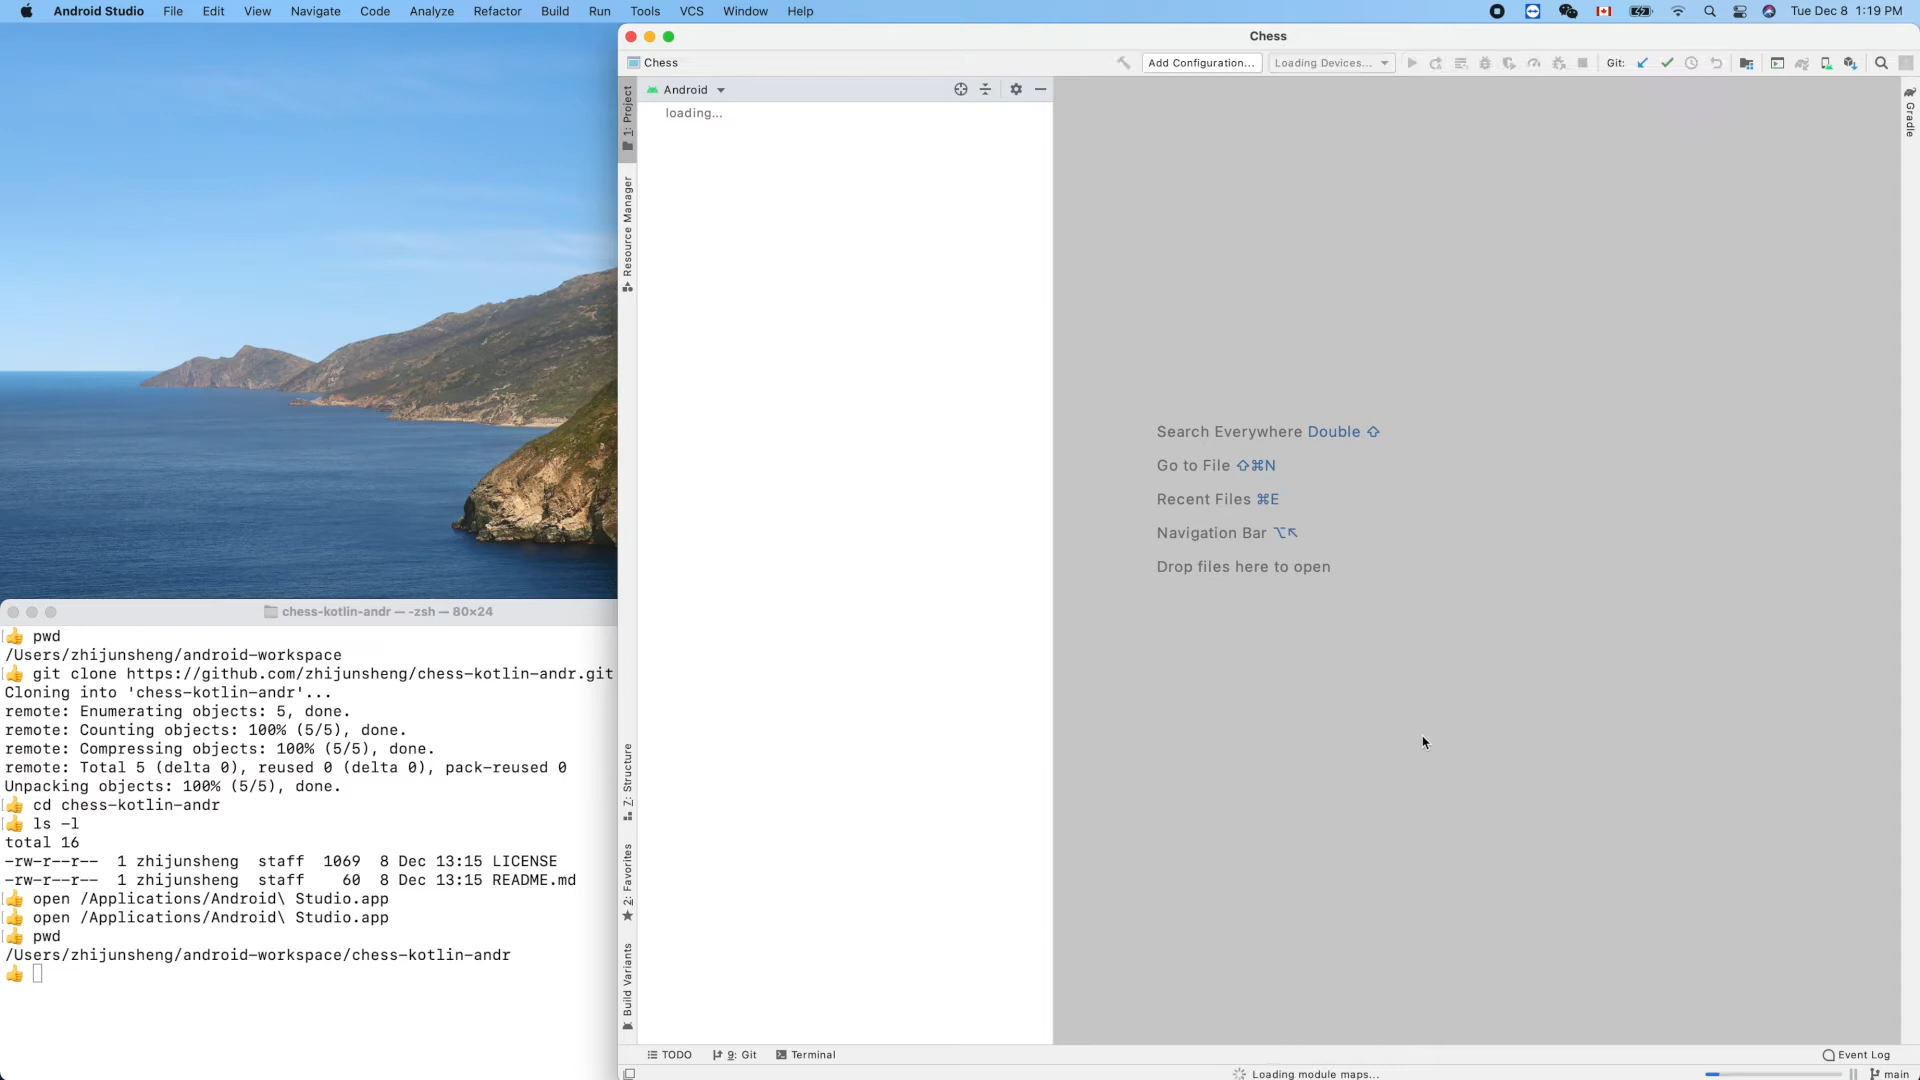 Android Studio File Edit View Navigate Code Analyze Refactor Build Run Tools VCS Window Help Tue Dec 8 1:19 PM
Chess
Chess Add Configuration... Loading Devices... Git:
Android
loading...
1: Project
Resource Manager
Z: Structure
2: Favorites
Build Variants
Gradle
Search Everywhere Double ⇧
Go to File ⇧⌘N
Recent Files ⌘E
Navigation Bar ⌥↖
Drop files here to open
chess-kotlin-andr — -zsh — 80×24
👍 pwd
/Users/zhijunsheng/android-workspace
👍 git clone https://github.com/zhijunsheng/chess-kotlin-andr.git
Cloning into 'chess-kotlin-andr'...
remote: Enumerating objects: 5, done.
remote: Counting objects: 100% (5/5), done.
remote: Compressing objects: 100% (5/5), done.
remote: Total 5 (delta 0), reused 0 (delta 0), pack-reused 0
Unpacking objects: 100% (5/5), done.
👍 cd chess-kotlin-andr
👍 ls -l
total 16
-rw-r--r-- 1 zhijunsheng staff 1069 8 Dec 13:15 LICENSE
-rw-r--r-- 1 zhijunsheng staff 60 8 Dec 13:15 README.md
👍 open /Applications/Android\ Studio.app
👍 open /Applications/Android\ Studio.app
👍 pwd
/Users/zhijunsheng/android-workspace/chess-kotlin-andr
👍
TODO 9: Git Terminal Event Log
Loading module maps... main